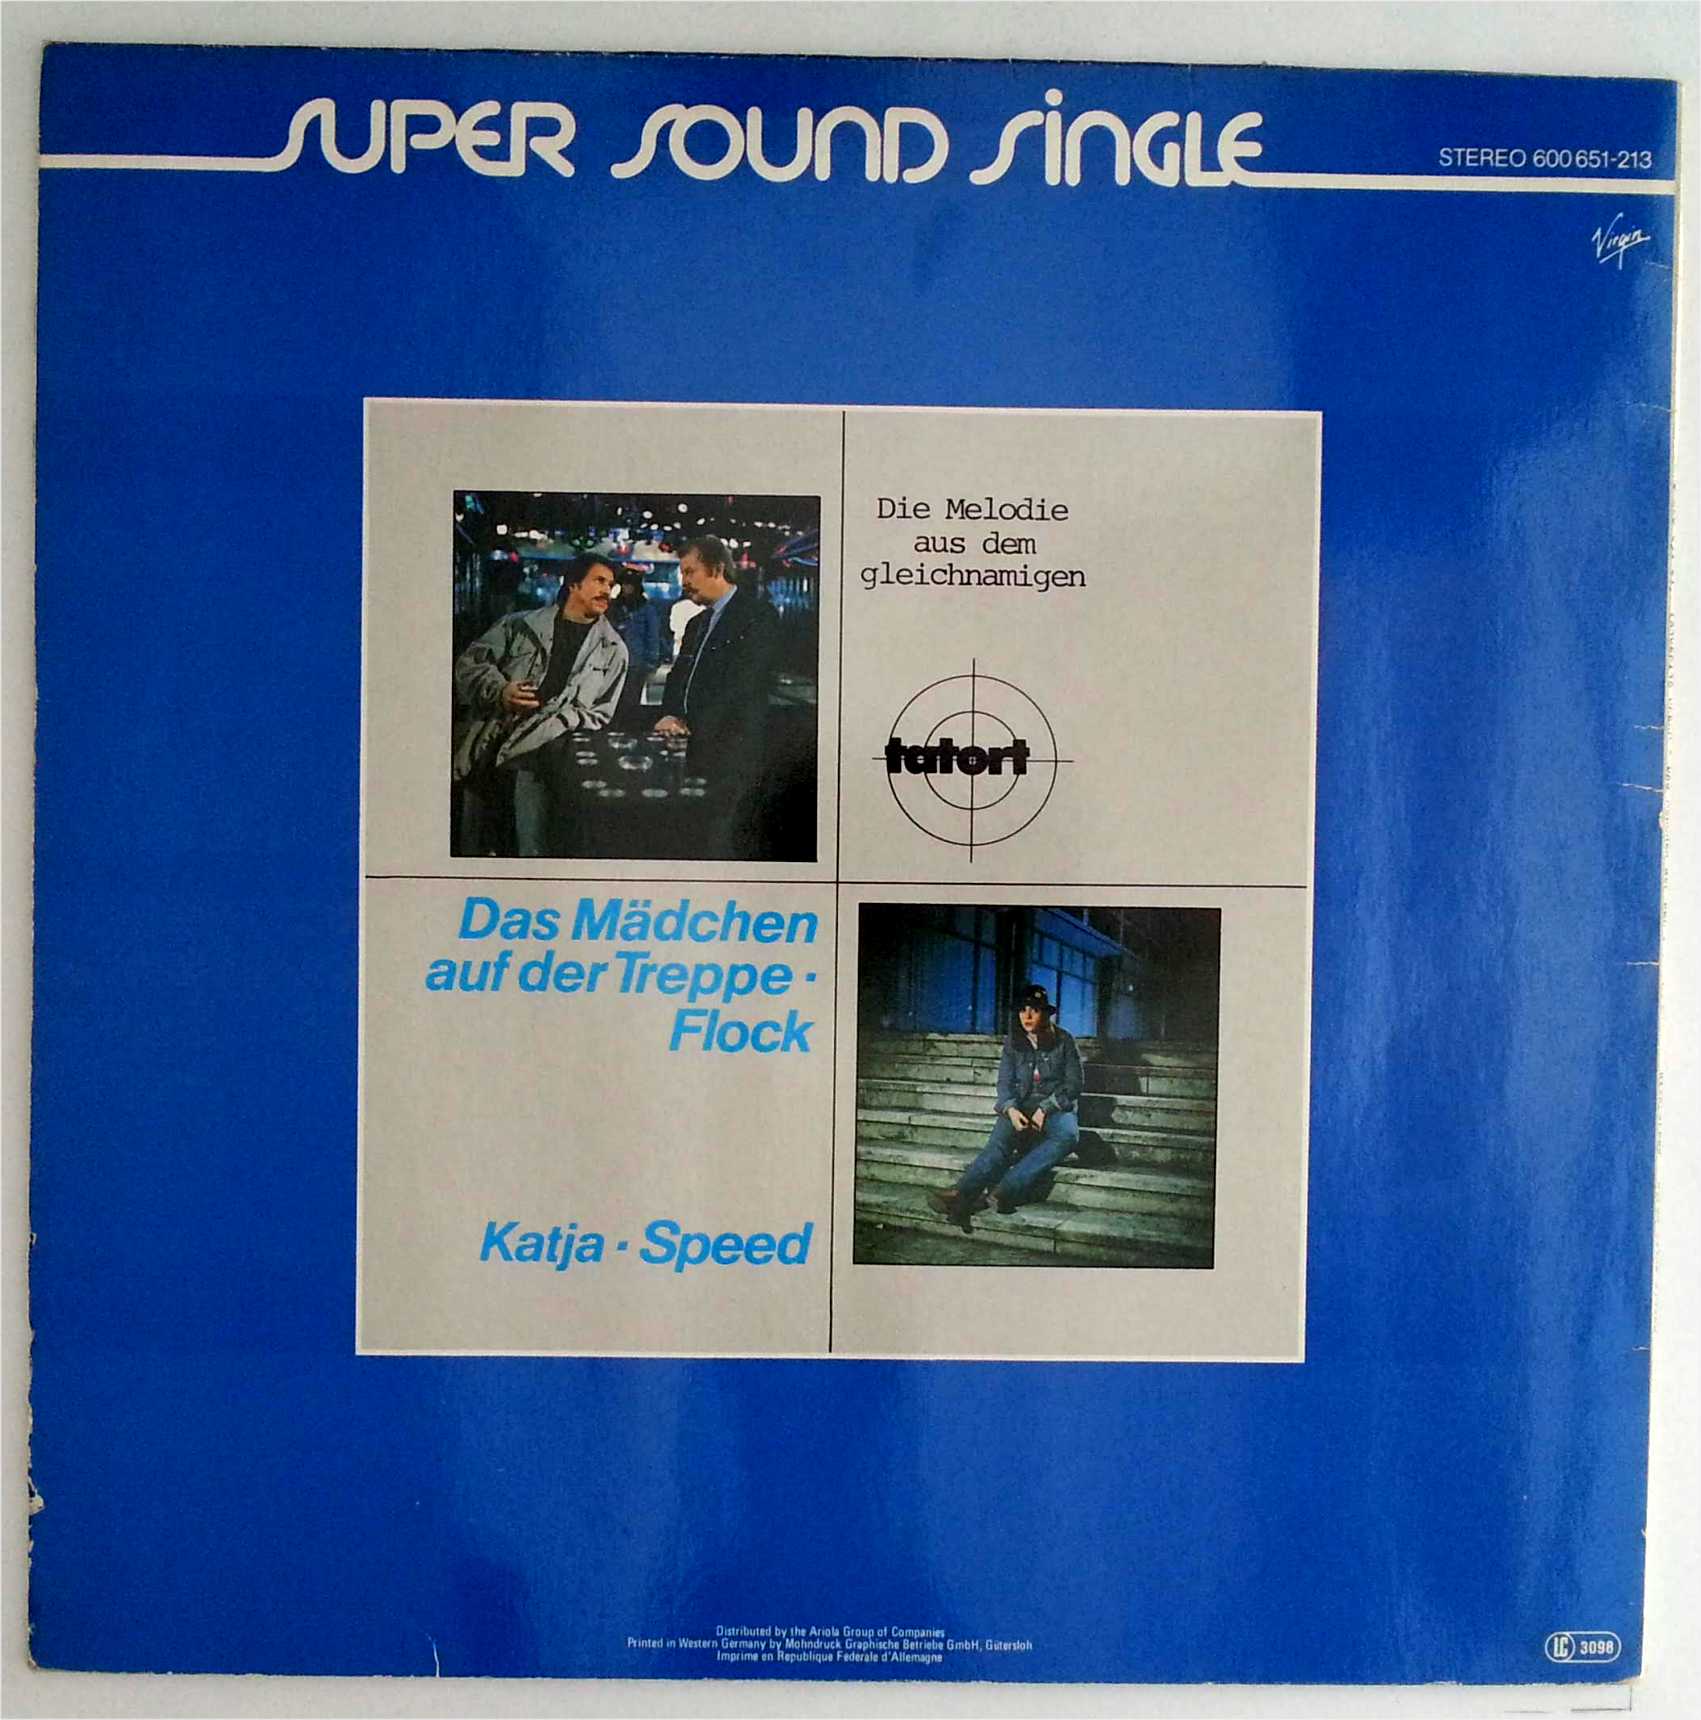 SUPER SOUND SINGLE
STEREO 600 651-213
Virgin
Die Melodie
aus dem
gleichnamigen
tatort
Das Mädchen
auf der Treppe ·
Flock
Katja · Speed
Distributed by the Ariola Group of Companies
Printed in Western Germany by Mohndruck Graphische Betriebe GmbH, Gütersloh
Imprimé en République Fédérale d'Allemagne
LC 3098